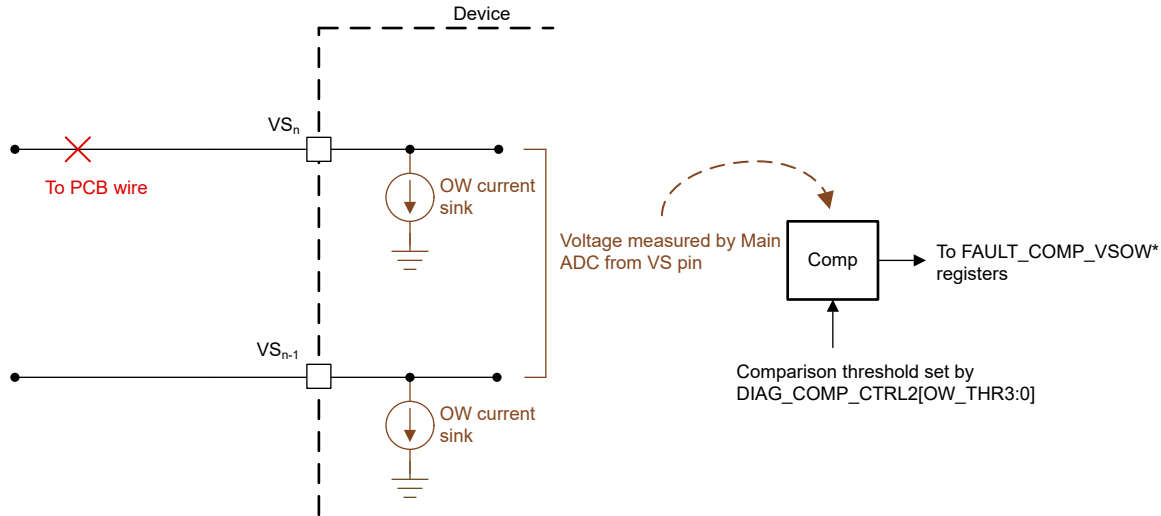 Device
VSn
To PCB wire
OW current
sink
Voltage measured by Main
ADC from VS pin
Comp
To FAULT_COMP_VSOW*
registers
VSn-1
Comparison threshold set by
DIAG_COMP_CTRL2[OW_THR3:0]
OW current
sink